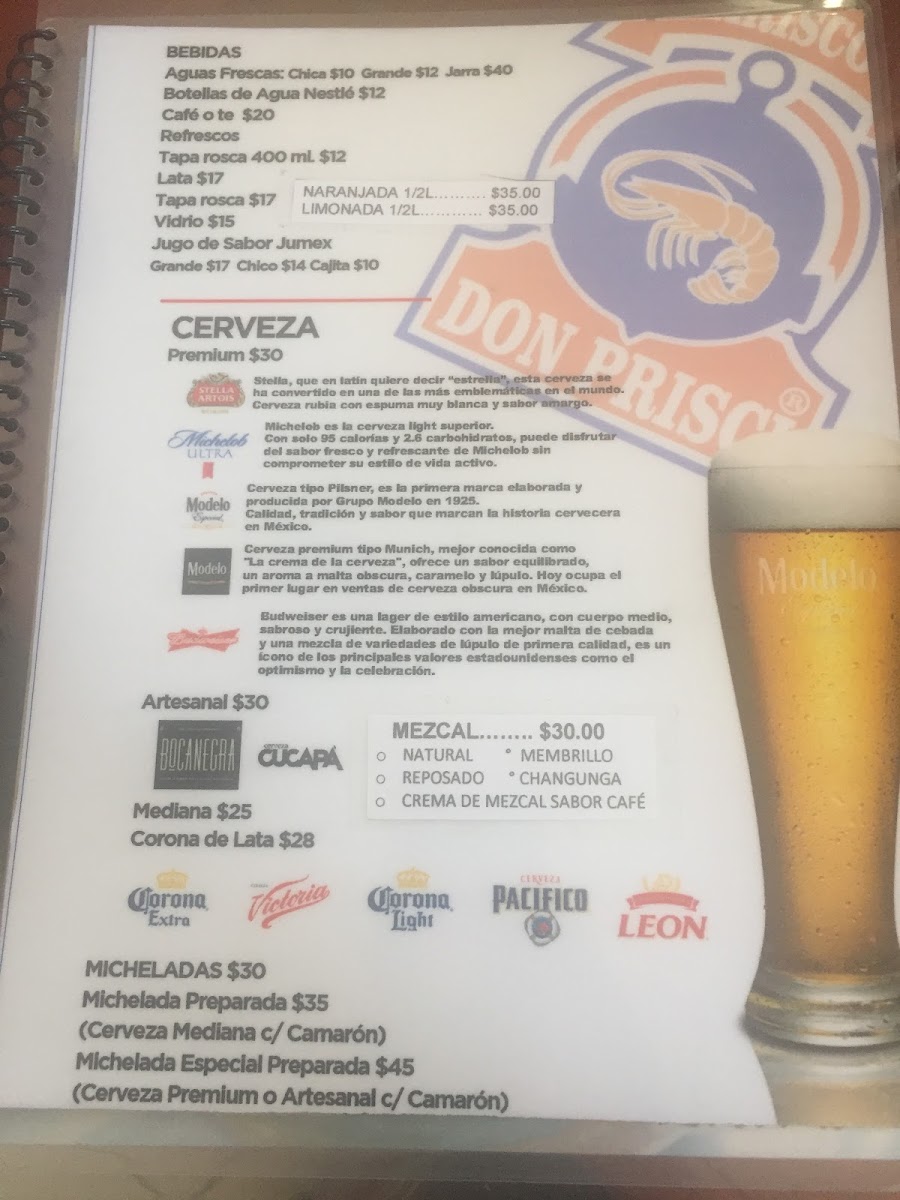 BEBIDAS
Aguas Frescas: Chica $10 Grande $12 Jarra $40
Botellas de Agua Nestlé $12
Café o te $20
Refrescos
Tapa rosca 400 ml. $12
Lata $17
Tapa rosca $17
NARANJADA 1/2L.......... $35.00
LIMONADA 1/2L............ $35.00
Vidrio $15
Jugo de Sabor Jumex
Grande $17 Chico $14 Cajita $10
DON PRISCO®
CERVEZA
Premium $30
STELLA
ARTOIS
Stella, que en latín quiere decir “estrella”, esta cerveza se
ha convertido en una de las más emblemáticas en el mundo.
Cerveza rubia con espuma muy blanca y sabor amargo.
Michelob
ULTRA
Michelob es la cerveza light superior.
Con solo 95 calorías y 2.6 carbohidratos, puede disfrutar
del sabor fresco y refrescante de Michelob sin
comprometer su estilo de vida activo.
Modelo
Especial
Cerveza tipo Pilsner, es la primera marca elaborada y
producida por Grupo Modelo en 1925.
Calidad, tradición y sabor que marcan la historia cervecera
en México.
Modelo
Cerveza premium tipo Munich, mejor conocida como
"La crema de la cerveza", ofrece un sabor equilibrado,
un aroma a malta obscura, caramelo y lúpulo. Hoy ocupa el
primer lugar en ventas de cerveza obscura en México.
Budweiser
Budweiser es una lager de estilo americano, con cuerpo medio,
sabroso y crujiente. Elaborado con la mejor malta de cebada
y una mezcla de variedades de lúpulo de primera calidad, es un
ícono de los principales valores estadounidenses como el
optimismo y la celebración.
Modelo
Artesanal $30
BOCANEGRA
CERVEZA
CUCAPÁ
MEZCAL........ $30.00
○ NATURAL ° MEMBRILLO
○ REPOSADO ° CHANGUNGA
○ CREMA DE MEZCAL SABOR CAFÉ
Mediana $25
Corona de Lata $28
Corona
Extra
Victoria
Corona
Light
CERVEZA
PACIFICO
LEON
MICHELADAS $30
Michelada Preparada $35
(Cerveza Mediana c/ Camarón)
Michelada Especial Preparada $45
(Cerveza Premium o Artesanal c/ Camarón)